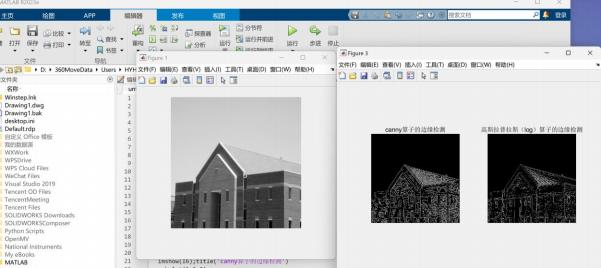 MATLAB R2023a
主页
绘图
APP
编辑器
发布
视图
搜索文档
登录
打开
保存
比较
打印
转至
查找
书签
分析
运行
分节符
运行并前进
运行
步进
停止
文件
导航
D: 360MoveData Users
文件夹
名称
Winstep.lnk
Drawing1.dwg
Drawing1.bak
desktop.ini
Default.rdp
自定义 Office 模板
我的数据源
WXWork
WPSDrive
WPS Cloud Files
WeChat Files
Visual Studio 2019
Tencent OD Files
TencentMeeting
Tencent Files
SOLIDWORKS Downloads
SOLIDWORKSComposer
Python Scripts
OpenMV
National Instruments
My eBooks
MATLAB
Figure 1
文件(F) 编辑(E) 查看(V) 插入(I) 工具(T) 桌面(D) 窗口(W) 帮助(H)
Figure 3
文件(F) 编辑(E) 查看(V) 插入(I) 工具(T) 桌面(D) 窗口(W) 帮助(H)
canny算子的边缘检测
高斯拉普拉斯（log）算子的边缘检测
21 imshow(I6);title('canny算子的边缘检测')